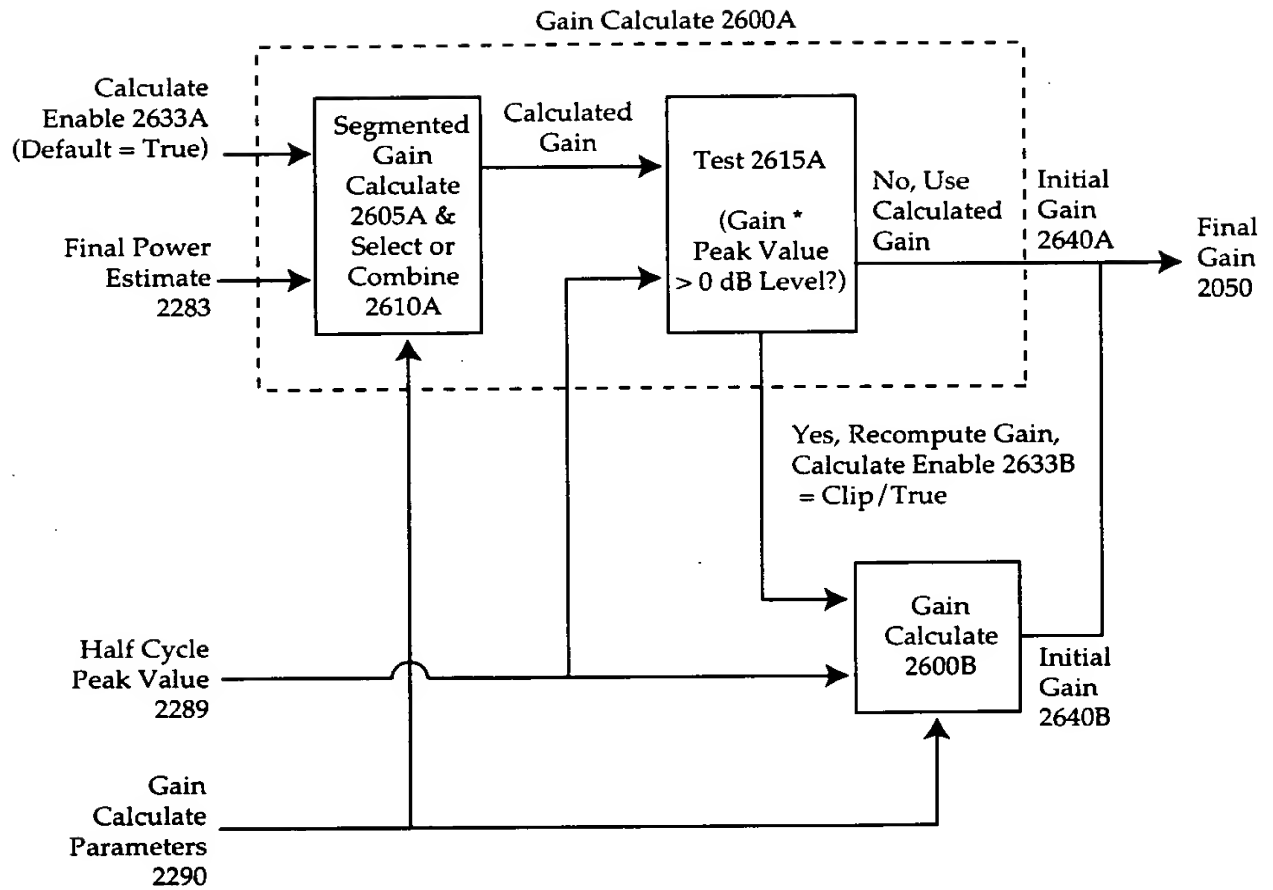 Gain Calculate 2600A
Calculate
Enable 2633A
(Default = True)
Segmented
Gain
Calculate
2605A &
Select or
Combine
2610A
Calculated
Gain
Test 2615A
(Gain *
Peak Value
> 0 dB Level?)
No, Use
Calculated
Gain
Initial
Gain
2640A
Final
Gain
2050
Final Power
Estimate
2283
Yes, Recompute Gain,
Calculate Enable 2633B
= Clip/True
Half Cycle
Peak Value
2289
Gain
Calculate
2600B
Initial
Gain
2640B
Gain
Calculate
Parameters
2290